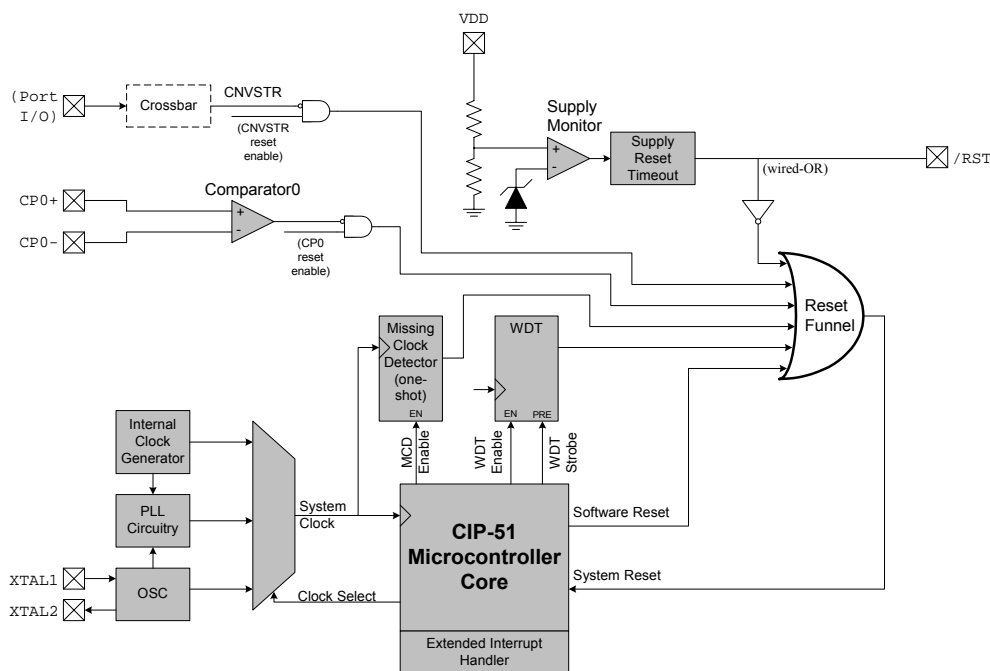 VDD
(Port
I/O)
Crossbar
CNVSTR
(CNVSTR
reset
enable)
Supply
Monitor
+
-
Supply
Reset
Timeout
(wired-OR)
/RST
CP0+
CP0-
Comparator0
+
-
(CP0
reset
enable)
Reset
Funnel
Missing
Clock
Detector
(one-
shot)
EN
WDT
EN
PRE
MCD
Enable
WDT
Enable
WDT
Strobe
Internal
Clock
Generator
PLL
Circuitry
OSC
XTAL1
XTAL2
System
Clock
Clock Select
CIP-51
Microcontroller
Core
Software Reset
System Reset
Extended Interrupt
Handler